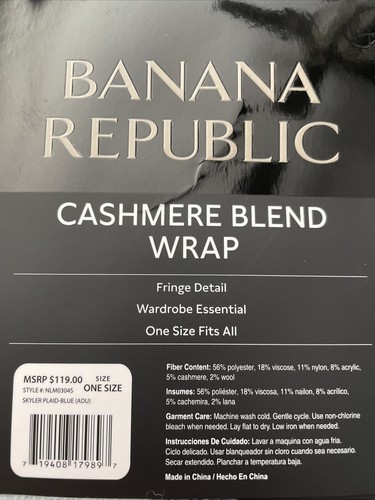 BANANA
REPUBLIC
CASHMERE BLEND
WRAP
Fringe Detail
Wardrobe Essential
One Size Fits All
MSRP $119.00 SIZE
STYLE #: NLM03045 ONE SIZE
SKYLER PLAID-BLUE (ADU)
7 19408 17989 7
Fiber Content: 56% polyester, 18% viscose, 11% nylon, 8% acrylic,
5% cashmere, 2% wool
Insumes: 56% poliéster, 18% viscosa, 11% nailon, 8% acrílico,
5% cachemira, 2% lana
Garment Care: Machine wash cold. Gentle cycle. Use non-chlorine
bleach when needed. Lay flat to dry. Low iron when needed.
Instrucciones De Cuidado: Lavar a maquina con agua fria.
Ciclo delicado. Usar blanqueador sin cloro cuando sea necesario.
Secar extendido. Planchar a temperatura baja.
Made in China / Hecho En China